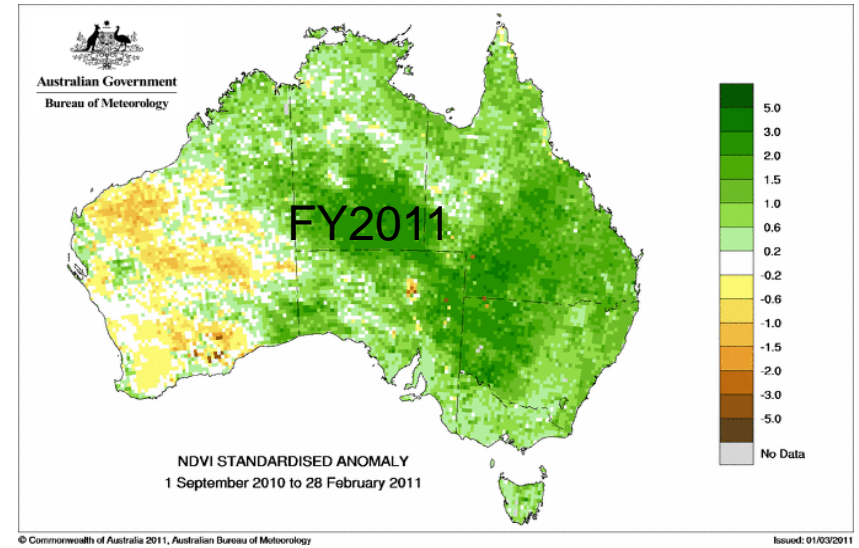 Australian Government
Bureau of Meteorology
FY2011
5.0
3.0
2.0
1.5
1.0
0.6
0.2
-0.2
-0.6
-1.0
-1.5
-2.0
-3.0
-5.0
No Data
NDVI STANDARDISED ANOMALY
1 September 2010 to 28 February 2011
© Commonwealth of Australia 2011, Australian Bureau of Meteorology
Issued: 01/03/2011